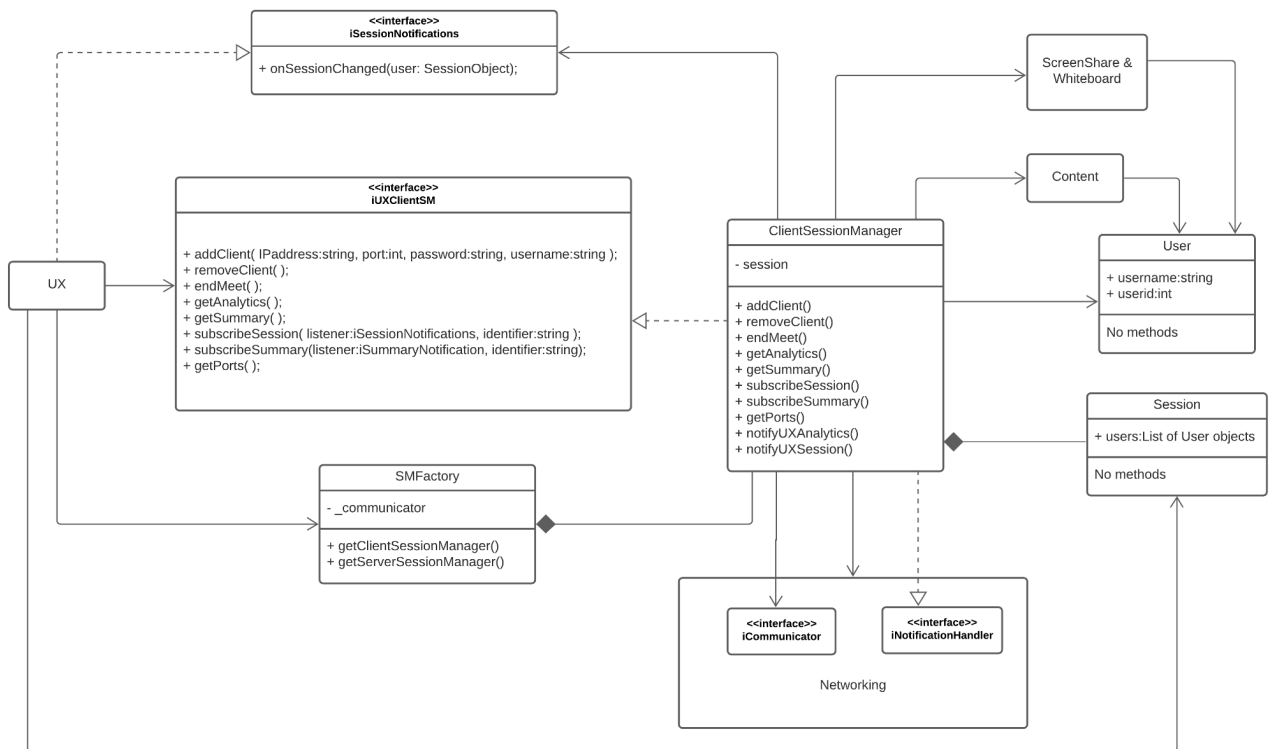 <<interface>>
iSessionNotifications
+ onSessionChanged(user: SessionObject);
ScreenShare &
Whiteboard
Content
<<interface>>
iUXClientSM
+ addClient( IPaddress:string, port:int, password:string, username:string );
+ removeClient( );
+ endMeet( );
+ getAnalytics( );
+ getSummary( );
+ subscribeSession( listener:iSessionNotifications, identifier:string );
+ subscribeSummary(listener:iSummaryNotification, identifier:string);
+ getPorts( );
UX
ClientSessionManager
- session
+ addClient()
+ removeClient()
+ endMeet()
+ getAnalytics()
+ getSummary()
+ subscribeSession()
+ subscribeSummary()
+ getPorts()
+ notifyUXAnalytics()
+ notifyUXSession()
User
+ username:string
+ userid:int
No methods
Session
+ users:List of User objects
No methods
SMFactory
- _communicator
+ getClientSessionManager()
+ getServerSessionManager()
<<interface>>
iCommunicator
<<interface>>
iNotificationHandler
Networking